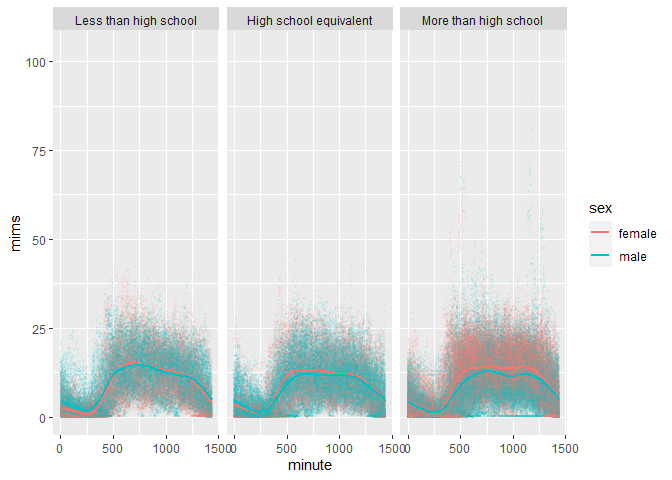 Less than high school High school equivalent More than high school
100
75
50
25
0
mims
0 500 1000 1500 0 500 1000 1500 0 500 1000 1500
minute
sex
female
male